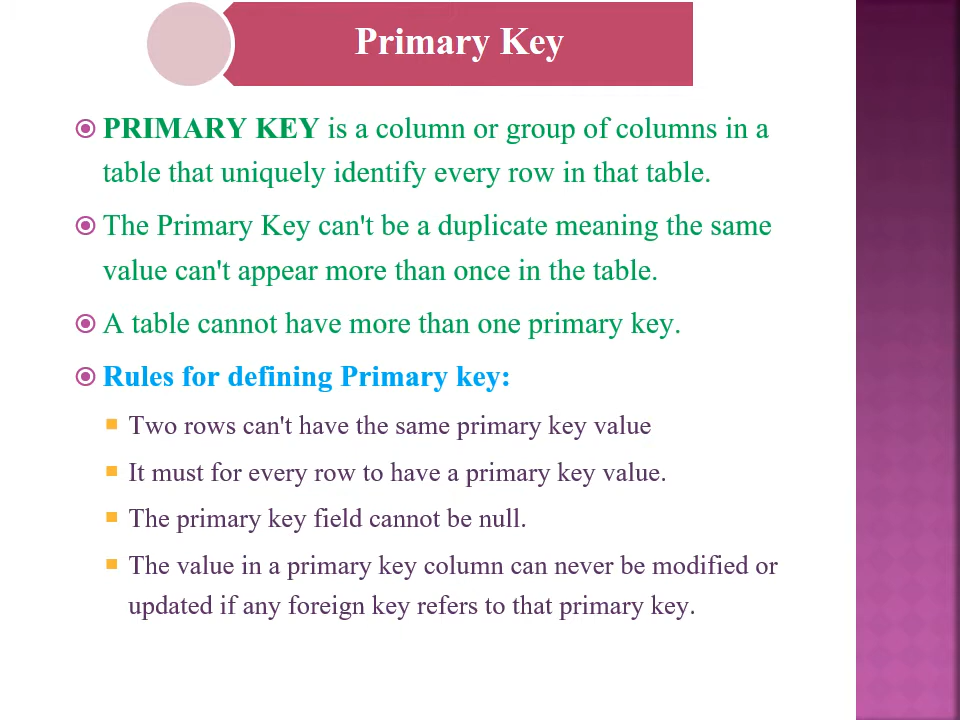 Primary Key
PRIMARY KEY is a column or group of columns in a
table that uniquely identify every row in that table.
The Primary Key can't be a duplicate meaning the same
value can't appear more than once in the table.
A table cannot have more than one primary key.
Rules for defining Primary key:
Two rows can't have the same primary key value
It must for every row to have a primary key value.
The primary key field cannot be null.
The value in a primary key column can never be modified or
updated if any foreign key refers to that primary key.